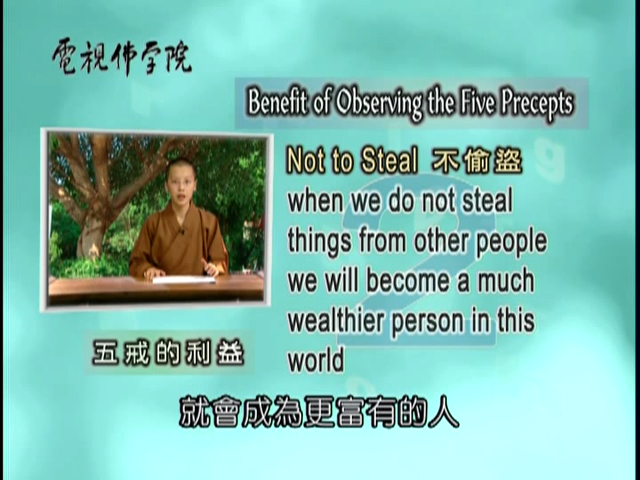 電視佛學院
Benefit of Observing the Five Precepts
Not to Steal 不偷盜
when we do not steal
things from other people
we will become a much
wealthier person in this
world
五戒的利益
就會成為更富有的人
2